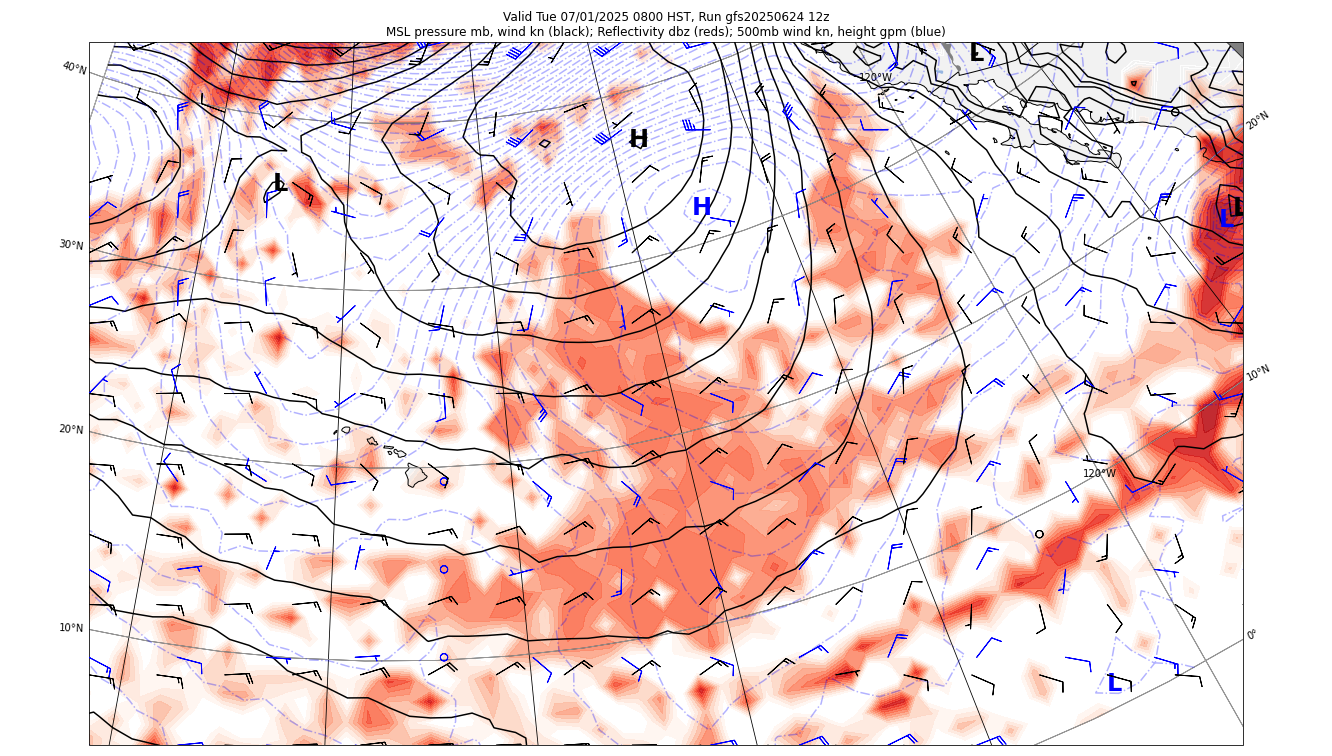 Valid Tue 07/01/2025 0800 HST, Run gfs20250624 12z
MSL pressure mb, wind kn (black); Reflectivity dbz (reds); 500mb wind kn, height gpm (blue)
L
40°N
120°W
20°N
H
L
H
L
L
30°N
10°N
20°N
120°W
10°N
0°
L